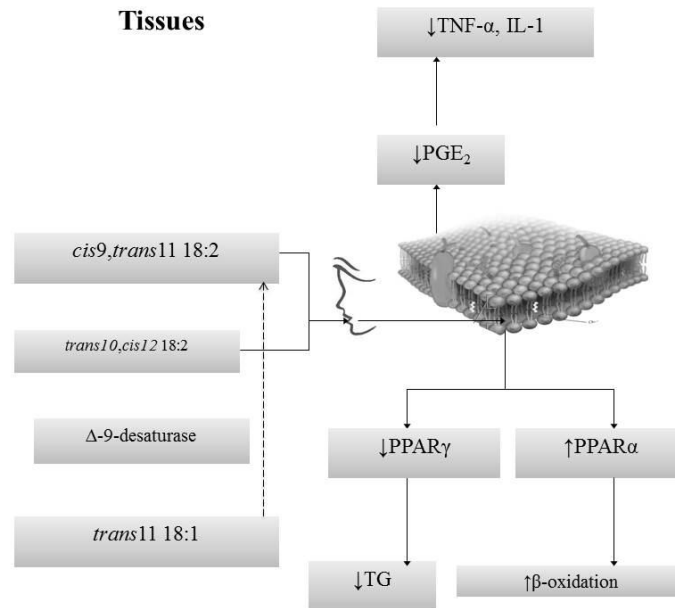 Tissues
↓TNF-α, IL-1
↓PGE₂
cis9,trans11 18:2
trans10,cis12 18:2
Δ-9-desaturase
↓PPARγ
↑PPARα
trans11 18:1
↓TG
↑β-oxidation